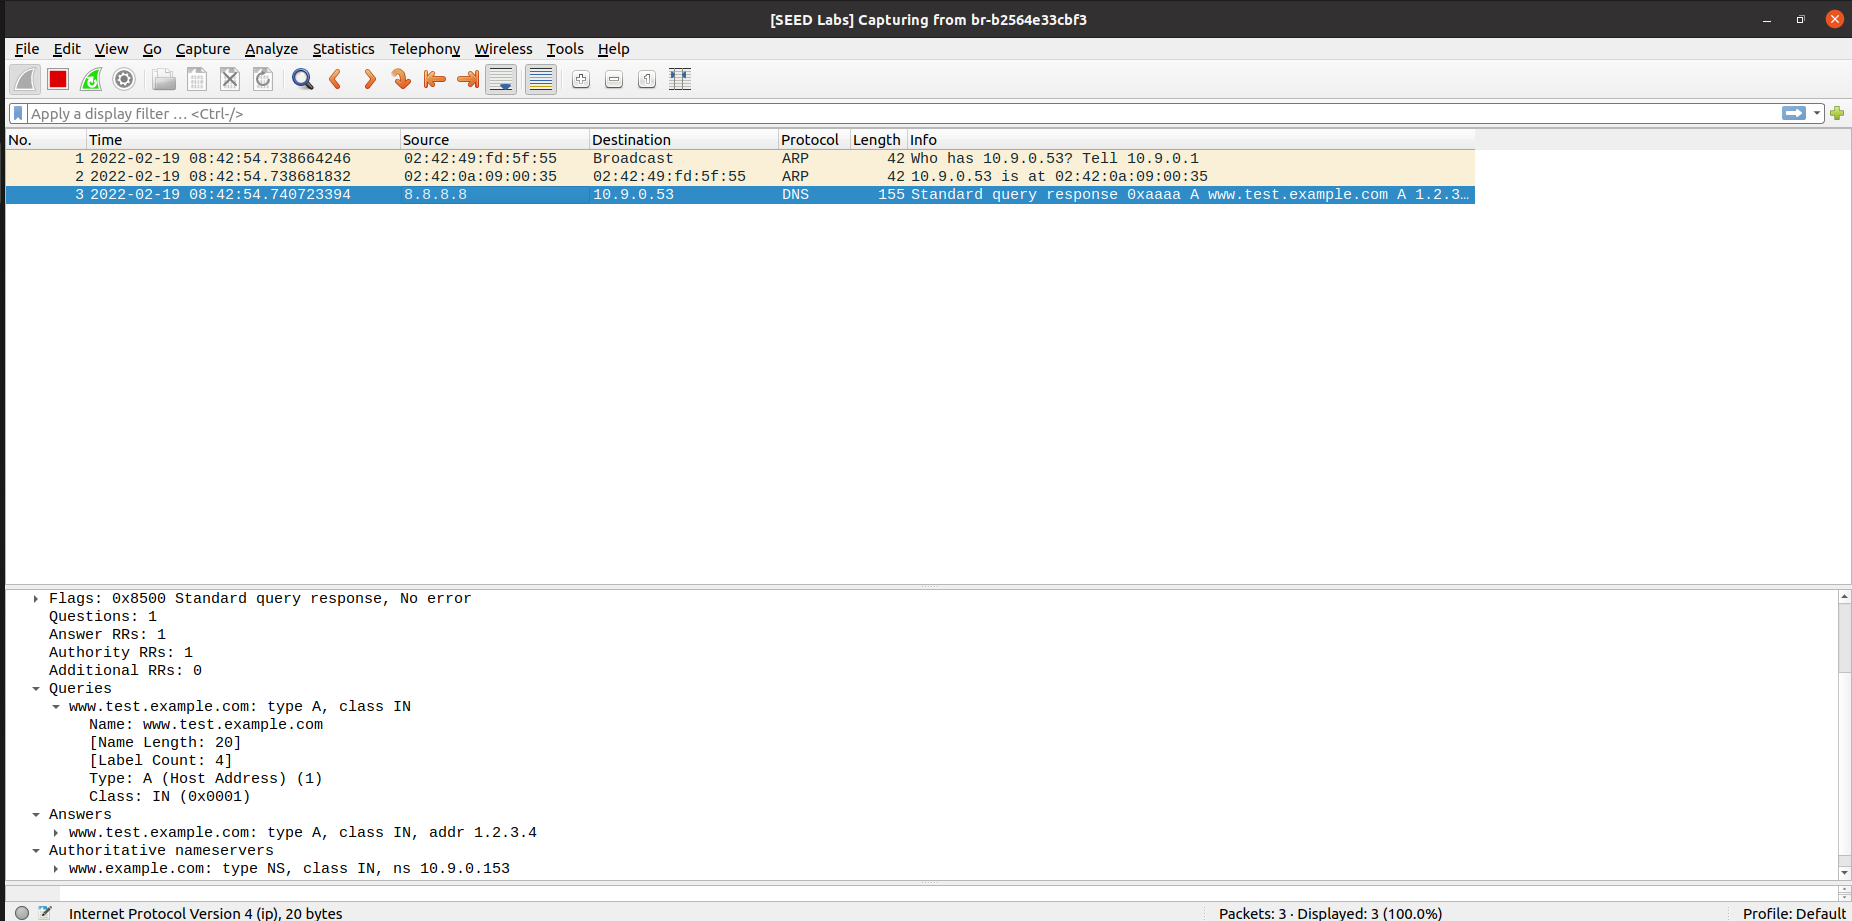 [SEED Labs] Capturing from br-b2564e33cbf3
File Edit View Go Capture Analyze Statistics Telephony Wireless Tools Help
Apply a display filter … <Ctrl-/>
No. Time Source Destination Protocol Length Info
1 2022-02-19 08:42:54.738664246 02:42:49:fd:5f:55 Broadcast ARP 42 Who has 10.9.0.53? Tell 10.9.0.1
2 2022-02-19 08:42:54.738681832 02:42:0a:09:00:35 02:42:49:fd:5f:55 ARP 42 10.9.0.53 is at 02:42:0a:09:00:35
3 2022-02-19 08:42:54.740723394 8.8.8.8 10.9.0.53 DNS 155 Standard query response 0xaaaa A www.test.example.com A 1.2.3…
Flags: 0x8500 Standard query response, No error
Questions: 1
Answer RRs: 1
Authority RRs: 1
Additional RRs: 0
Queries
www.test.example.com: type A, class IN
Name: www.test.example.com
[Name Length: 20]
[Label Count: 4]
Type: A (Host Address) (1)
Class: IN (0x0001)
Answers
www.test.example.com: type A, class IN, addr 1.2.3.4
Authoritative nameservers
www.example.com: type NS, class IN, ns 10.9.0.153
Internet Protocol Version 4 (ip), 20 bytes Packets: 3 · Displayed: 3 (100.0%) Profile: Default